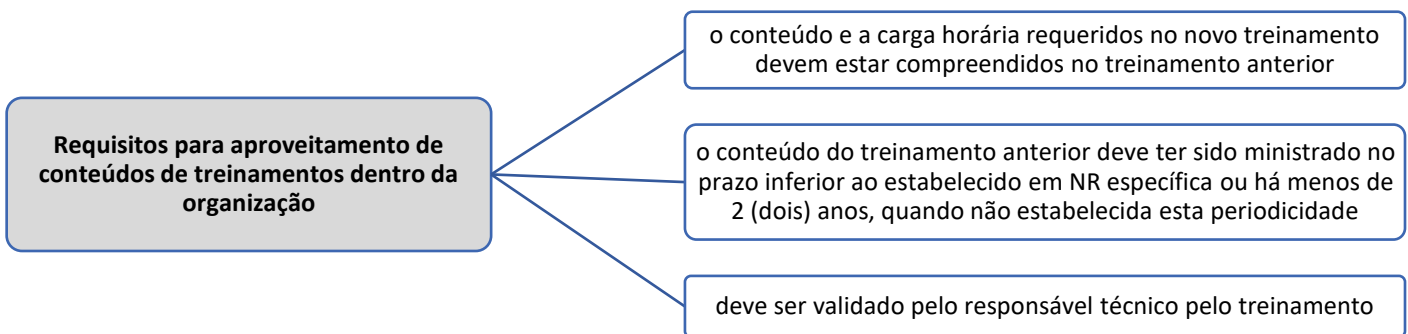 Requisitos para aproveitamento de
conteúdos de treinamentos dentro da
organização
o conteúdo e a carga horária requeridos no novo treinamento
devem estar compreendidos no treinamento anterior
o conteúdo do treinamento anterior deve ter sido ministrado no
prazo inferior ao estabelecido em NR específica ou há menos de
2 (dois) anos, quando não estabelecida esta periodicidade
deve ser validado pelo responsável técnico pelo treinamento